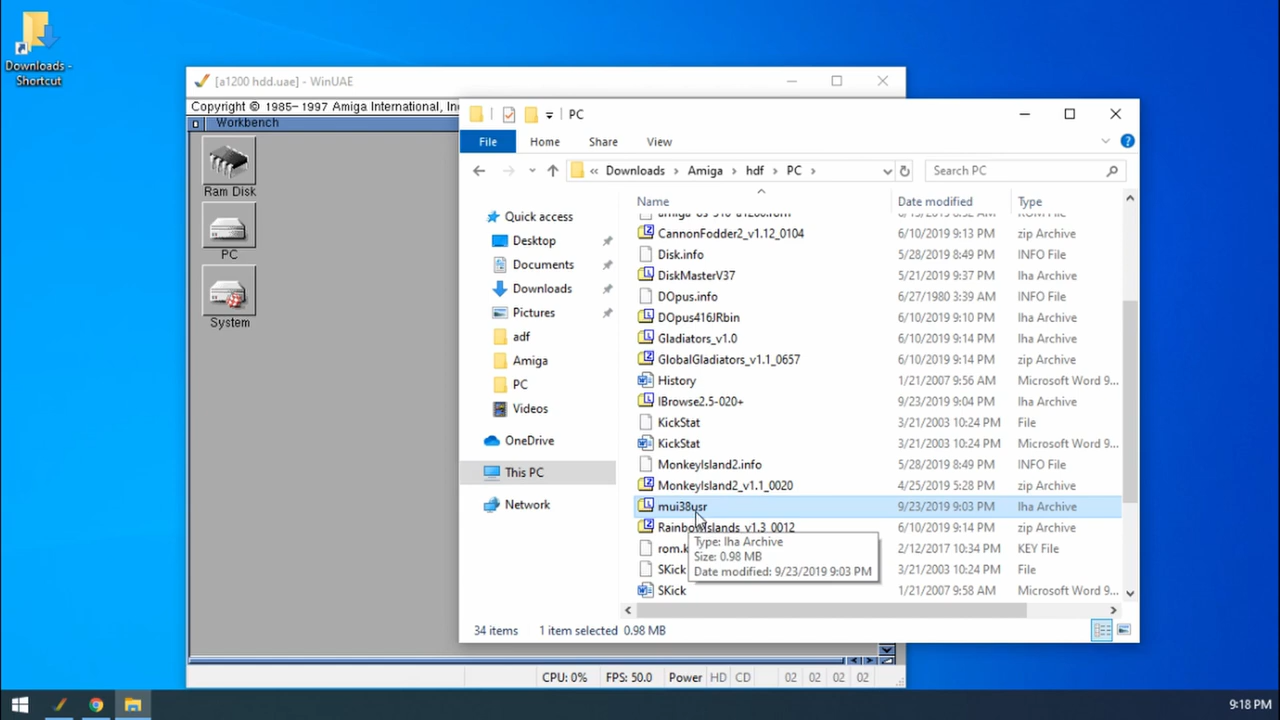 Downloads -
Shortcut
[a1200 hdd.uae] - WinUAE
Copyright © 1985-1997 Amiga International, In
Workbench
Ram Disk
PC
System
PC
File
Home
Share
View
« Downloads > Amiga > hdf > PC >
Search PC
Quick access
Desktop
Documents
Downloads
Pictures
adf
Amiga
PC
Videos
OneDrive
This PC
Network
Name Date modified Type
CannonFodder2_v1.12_0104 6/10/2019 9:13 PM zip Archive
Disk.info 5/28/2019 8:49 PM INFO File
DiskMasterV37 5/21/2019 9:37 PM lha Archive
DOpus.info 6/27/1980 3:39 AM INFO File
DOpus416JRbin 6/10/2019 9:10 PM lha Archive
Gladiators_v1.0 6/10/2019 9:14 PM lha Archive
GlobalGladiators_v1.1_0657 6/10/2019 9:14 PM zip Archive
History 1/21/2007 9:56 AM Microsoft Word 9...
IBrowse2.5-020+ 9/23/2019 9:04 PM lha Archive
KickStat 3/21/2003 10:24 PM File
KickStat 3/21/2003 10:24 PM Microsoft Word 9...
MonkeyIsland2.info 5/28/2019 8:49 PM INFO File
MonkeyIsland2_v1.1_0020 4/25/2019 5:28 PM zip Archive
mui38usr 9/23/2019 9:03 PM lha Archive
RainbowIslands_v1.3_0012 6/10/2019 9:14 PM zip Archive
rom.k 2/12/2017 10:34 PM KEY File
SKick 3/21/2003 10:24 PM File
SKick 1/21/2007 9:58 AM Microsoft Word 9...
Type: lha Archive
Size: 0.98 MB
Date modified: 9/23/2019 9:03 PM
34 items 1 item selected 0.98 MB
CPU: 0% FPS: 50.0 Power HD CD 02 02 02 02
9:18 PM